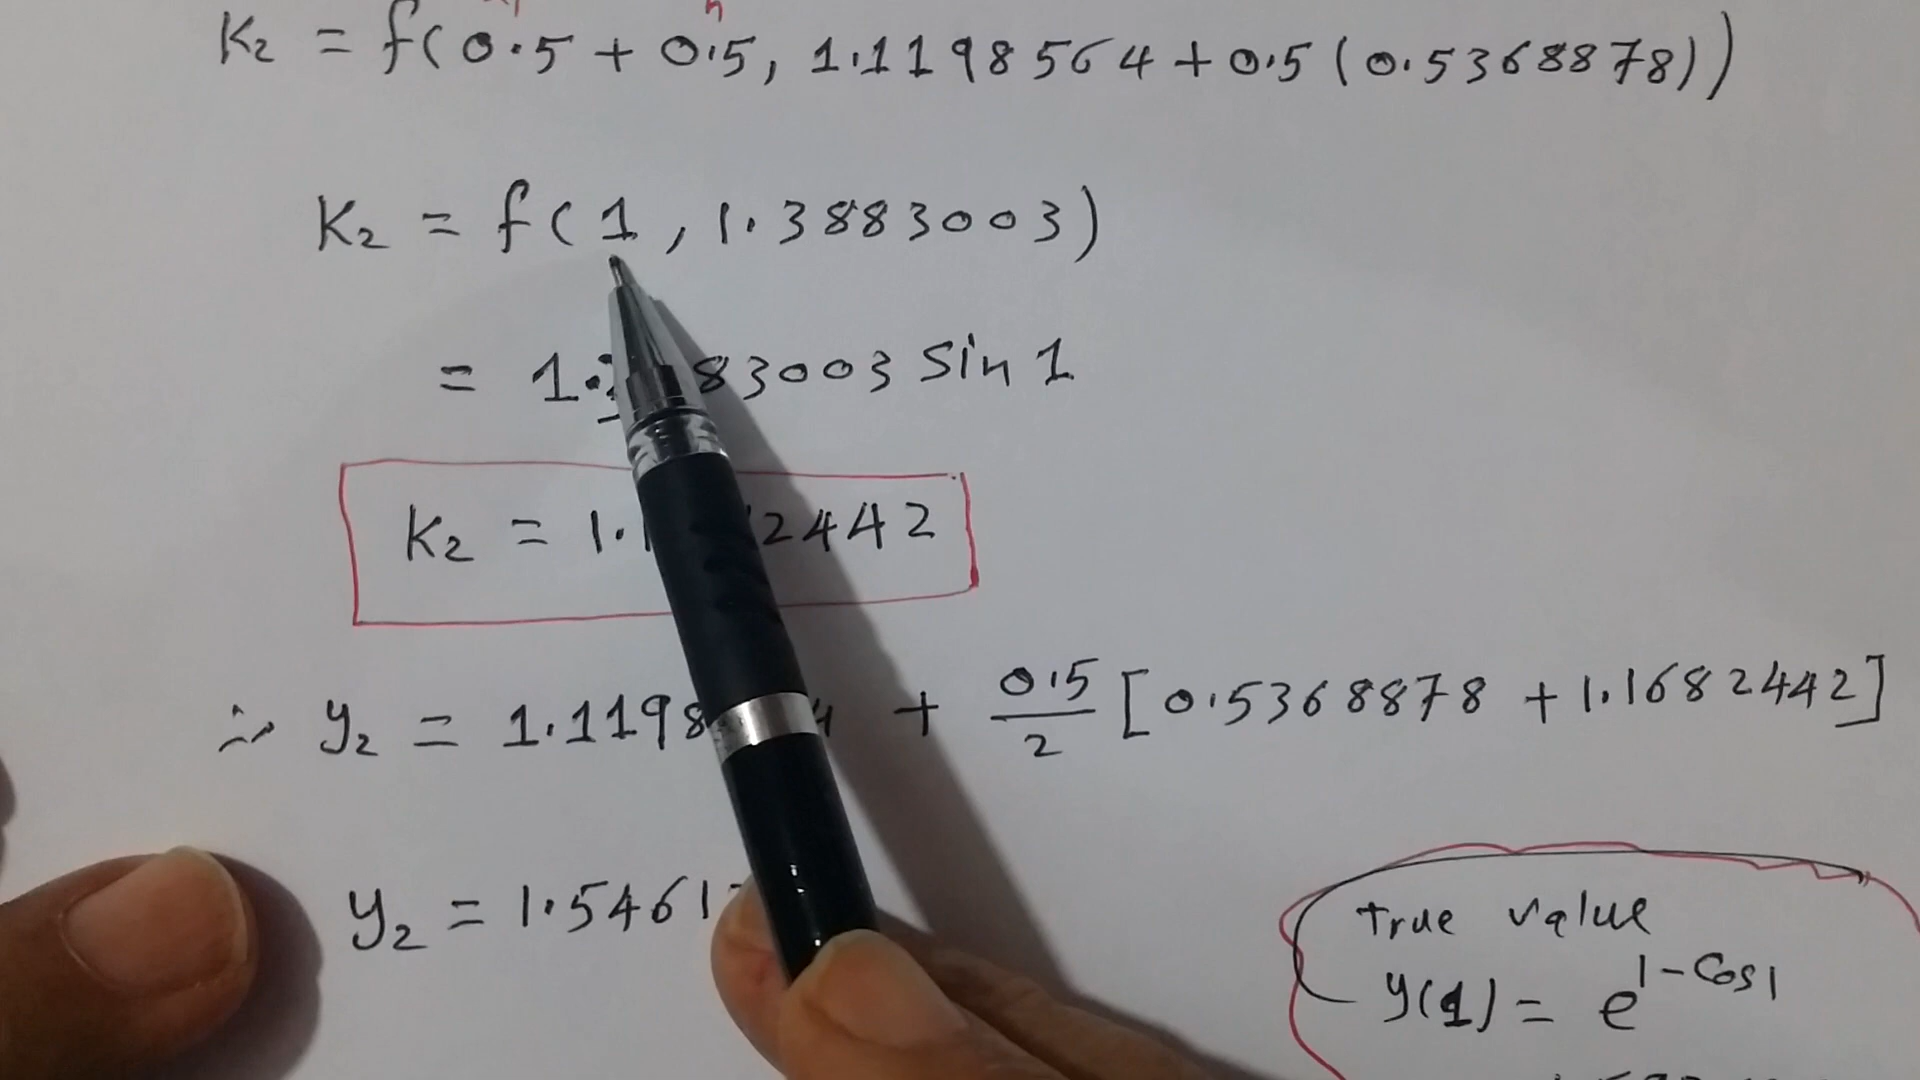 K₂ = f(0.5 + 0.5, 1.1198564 + 0.5(0.5368878))
K₂ = f(1, 1.3883003)
= 1. 83003 Sin 1
K₂ = 1.1 2442
∴ y₂ = 1.1198 4 + 0.5/2 [0.5368878 + 1.1682442]
y₂ = 1.5461
True value
y(1) = e^1-Cos1